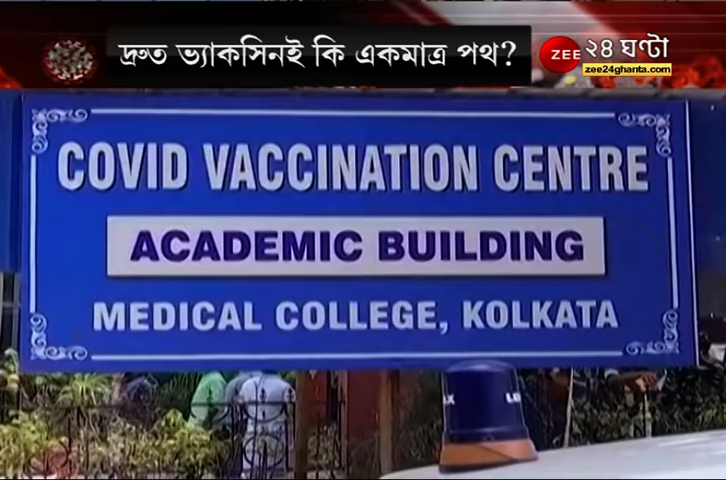 দ্রুত ভ্যাকসিনই কি একমাত্র পথ?
ZEE ২৪ ঘণ্টা
zee24ghanta.com
COVID VACCINATION CENTRE
ACADEMIC BUILDING
MEDICAL COLLEGE, KOLKATA